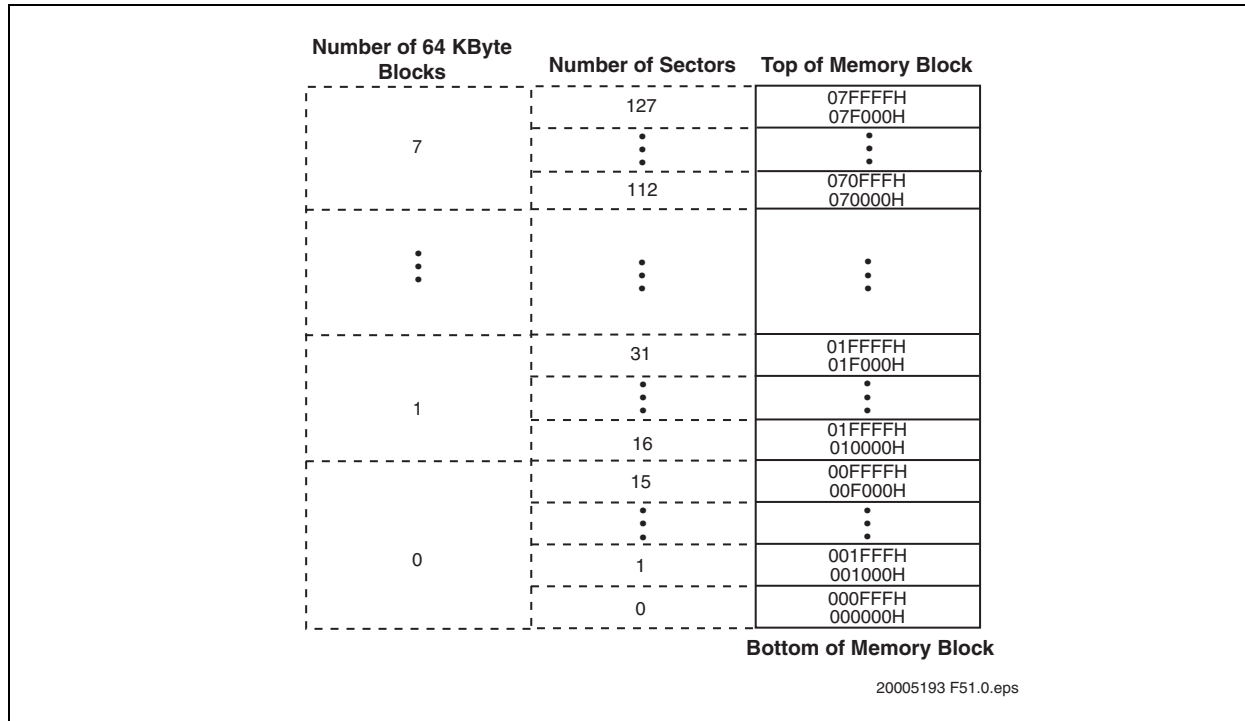 Number of 64 KByte
Blocks
Number of Sectors
Top of Memory Block
7
127
07FFFFH
07F000H
112
070FFFH
070000H
1
31
01FFFFH
01F000H
16
01FFFFH
010000H
0
15
00FFFFH
00F000H
1
001FFFH
001000H
0
000FFFH
000000H
Bottom of Memory Block
20005193 F51.0.eps